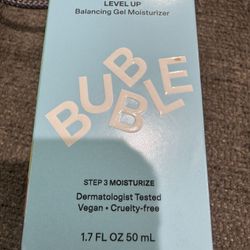 LEVEL UP
Balancing Gel Moisturizer
BUB
BLE
STEP 3 MOISTURIZE
Dermatologist Tested
Vegan • Cruelty-free
1.7 FL OZ 50 mL